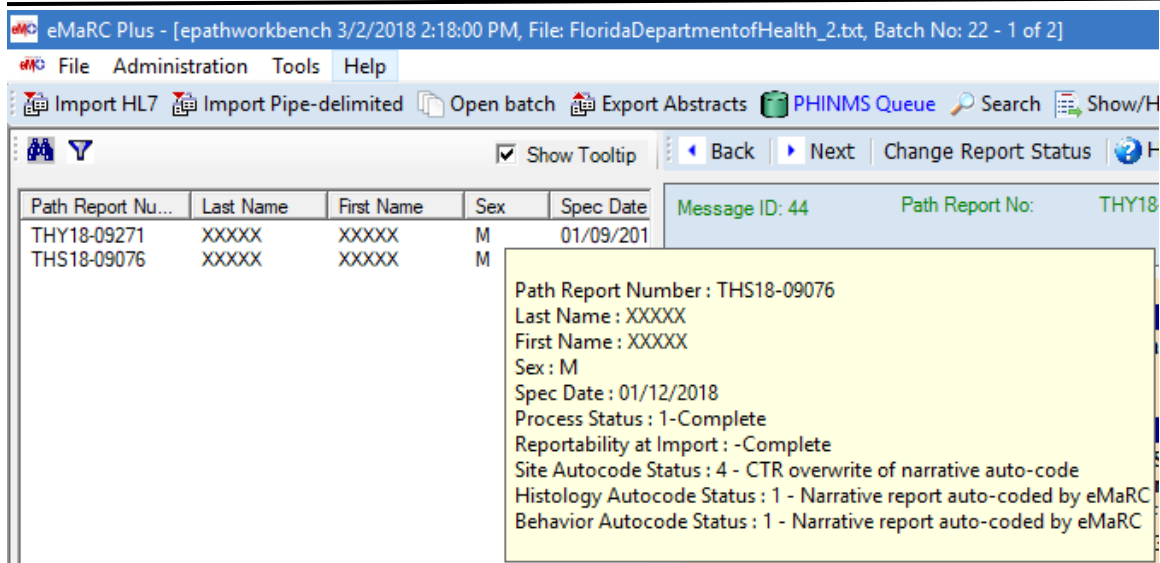 eMaRC Plus - [epathworkbench 3/2/2018 2:18:00 PM, File: FloridaDepartmentofHealth_2.txt, Batch No: 22 - 1 of 2]
File Administration Tools Help
Import HL7 Import Pipe-delimited Open batch Export Abstracts PHINMS Queue Search Show/H
Show Tooltip Back Next Change Report Status H
Path Report Nu... Last Name First Name Sex Spec Date Message ID: 44 Path Report No: THY18-
THY18-09271 XXXXX XXXXX M 01/09/201
THS18-09076 XXXXX XXXXX M
Path Report Number : THS18-09076
Last Name : XXXXX
First Name : XXXXX
Sex : M
Spec Date : 01/12/2018
Process Status : 1-Complete
Reportability at Import : -Complete
Site Autocode Status : 4 - CTR overwrite of narrative auto-code
Histology Autocode Status : 1 - Narrative report auto-coded by eMaRC
Behavior Autocode Status : 1 - Narrative report auto-coded by eMaRC